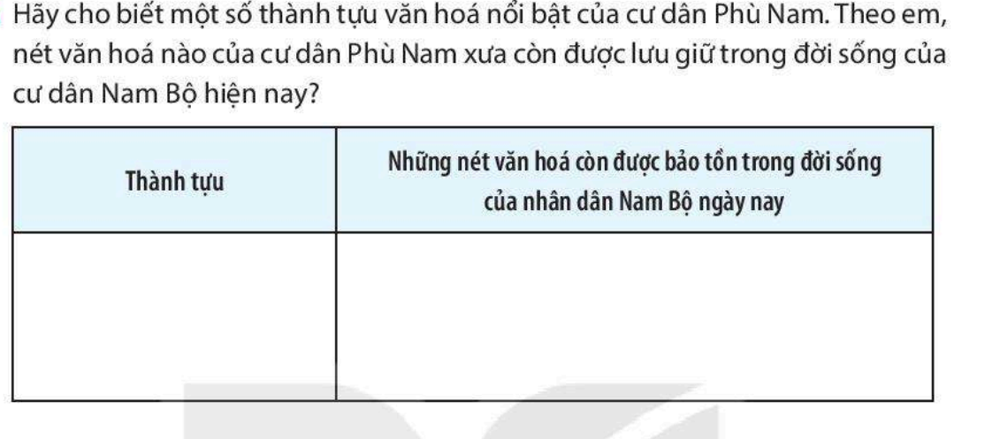 Hãy cho biết một số thành tựu văn hoá nổi bật của cư dân Phù Nam. Theo em,
nét văn hoá nào của cư dân Phù Nam xưa còn được lưu giữ trong đời sống của
cư dân Nam Bộ hiện nay?
Thành tựu
Những nét văn hoá còn được bảo tồn trong đời sống
của nhân dân Nam Bộ ngày nay